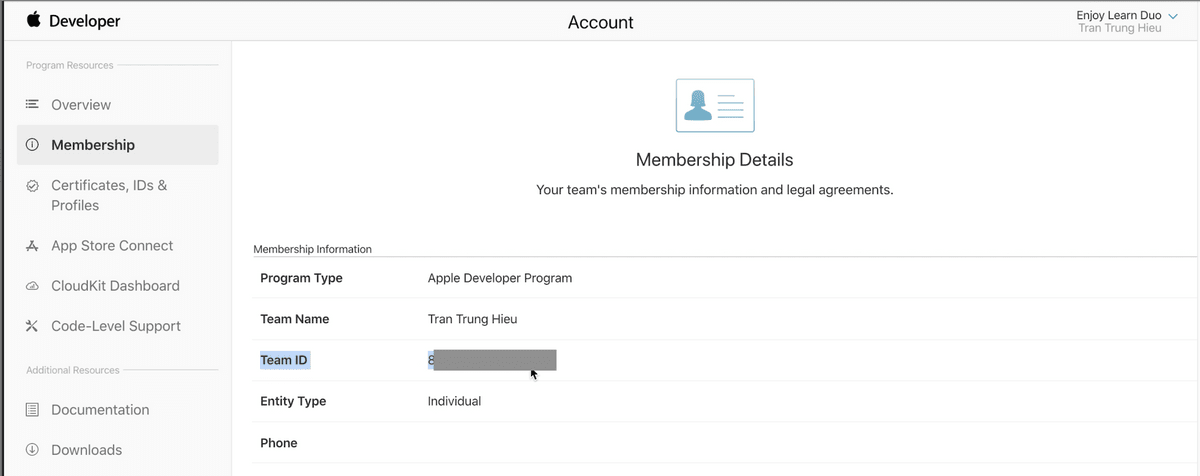 Developer
Account
Enjoy Learn Duo
Tran Trung Hieu
Program Resources
Overview
Membership
Certificates, IDs &
Profiles
App Store Connect
CloudKit Dashboard
Code-Level Support
Additional Resources
Documentation
Downloads
Membership Details
Your team's membership information and legal agreements.
Membership Information
Program Type Apple Developer Program
Team Name Tran Trung Hieu
Team ID 8
Entity Type Individual
Phone